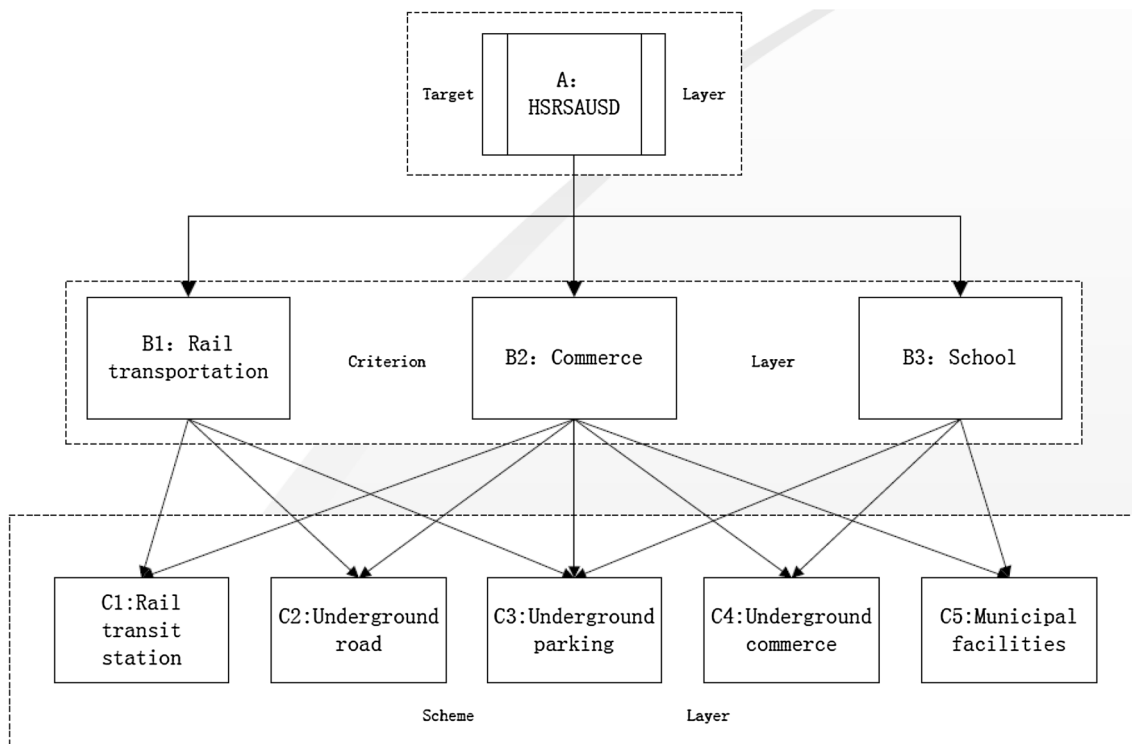 Target
A:
HSRSAUSD
Layer
B1: Rail
transportation
Criterion
B2: Commerce
Layer
B3: School
C1:Rail
transit
station
C2:Underground
road
C3:Underground
parking
C4:Underground
commerce
C5:Municipal
facilities
Scheme
Layer